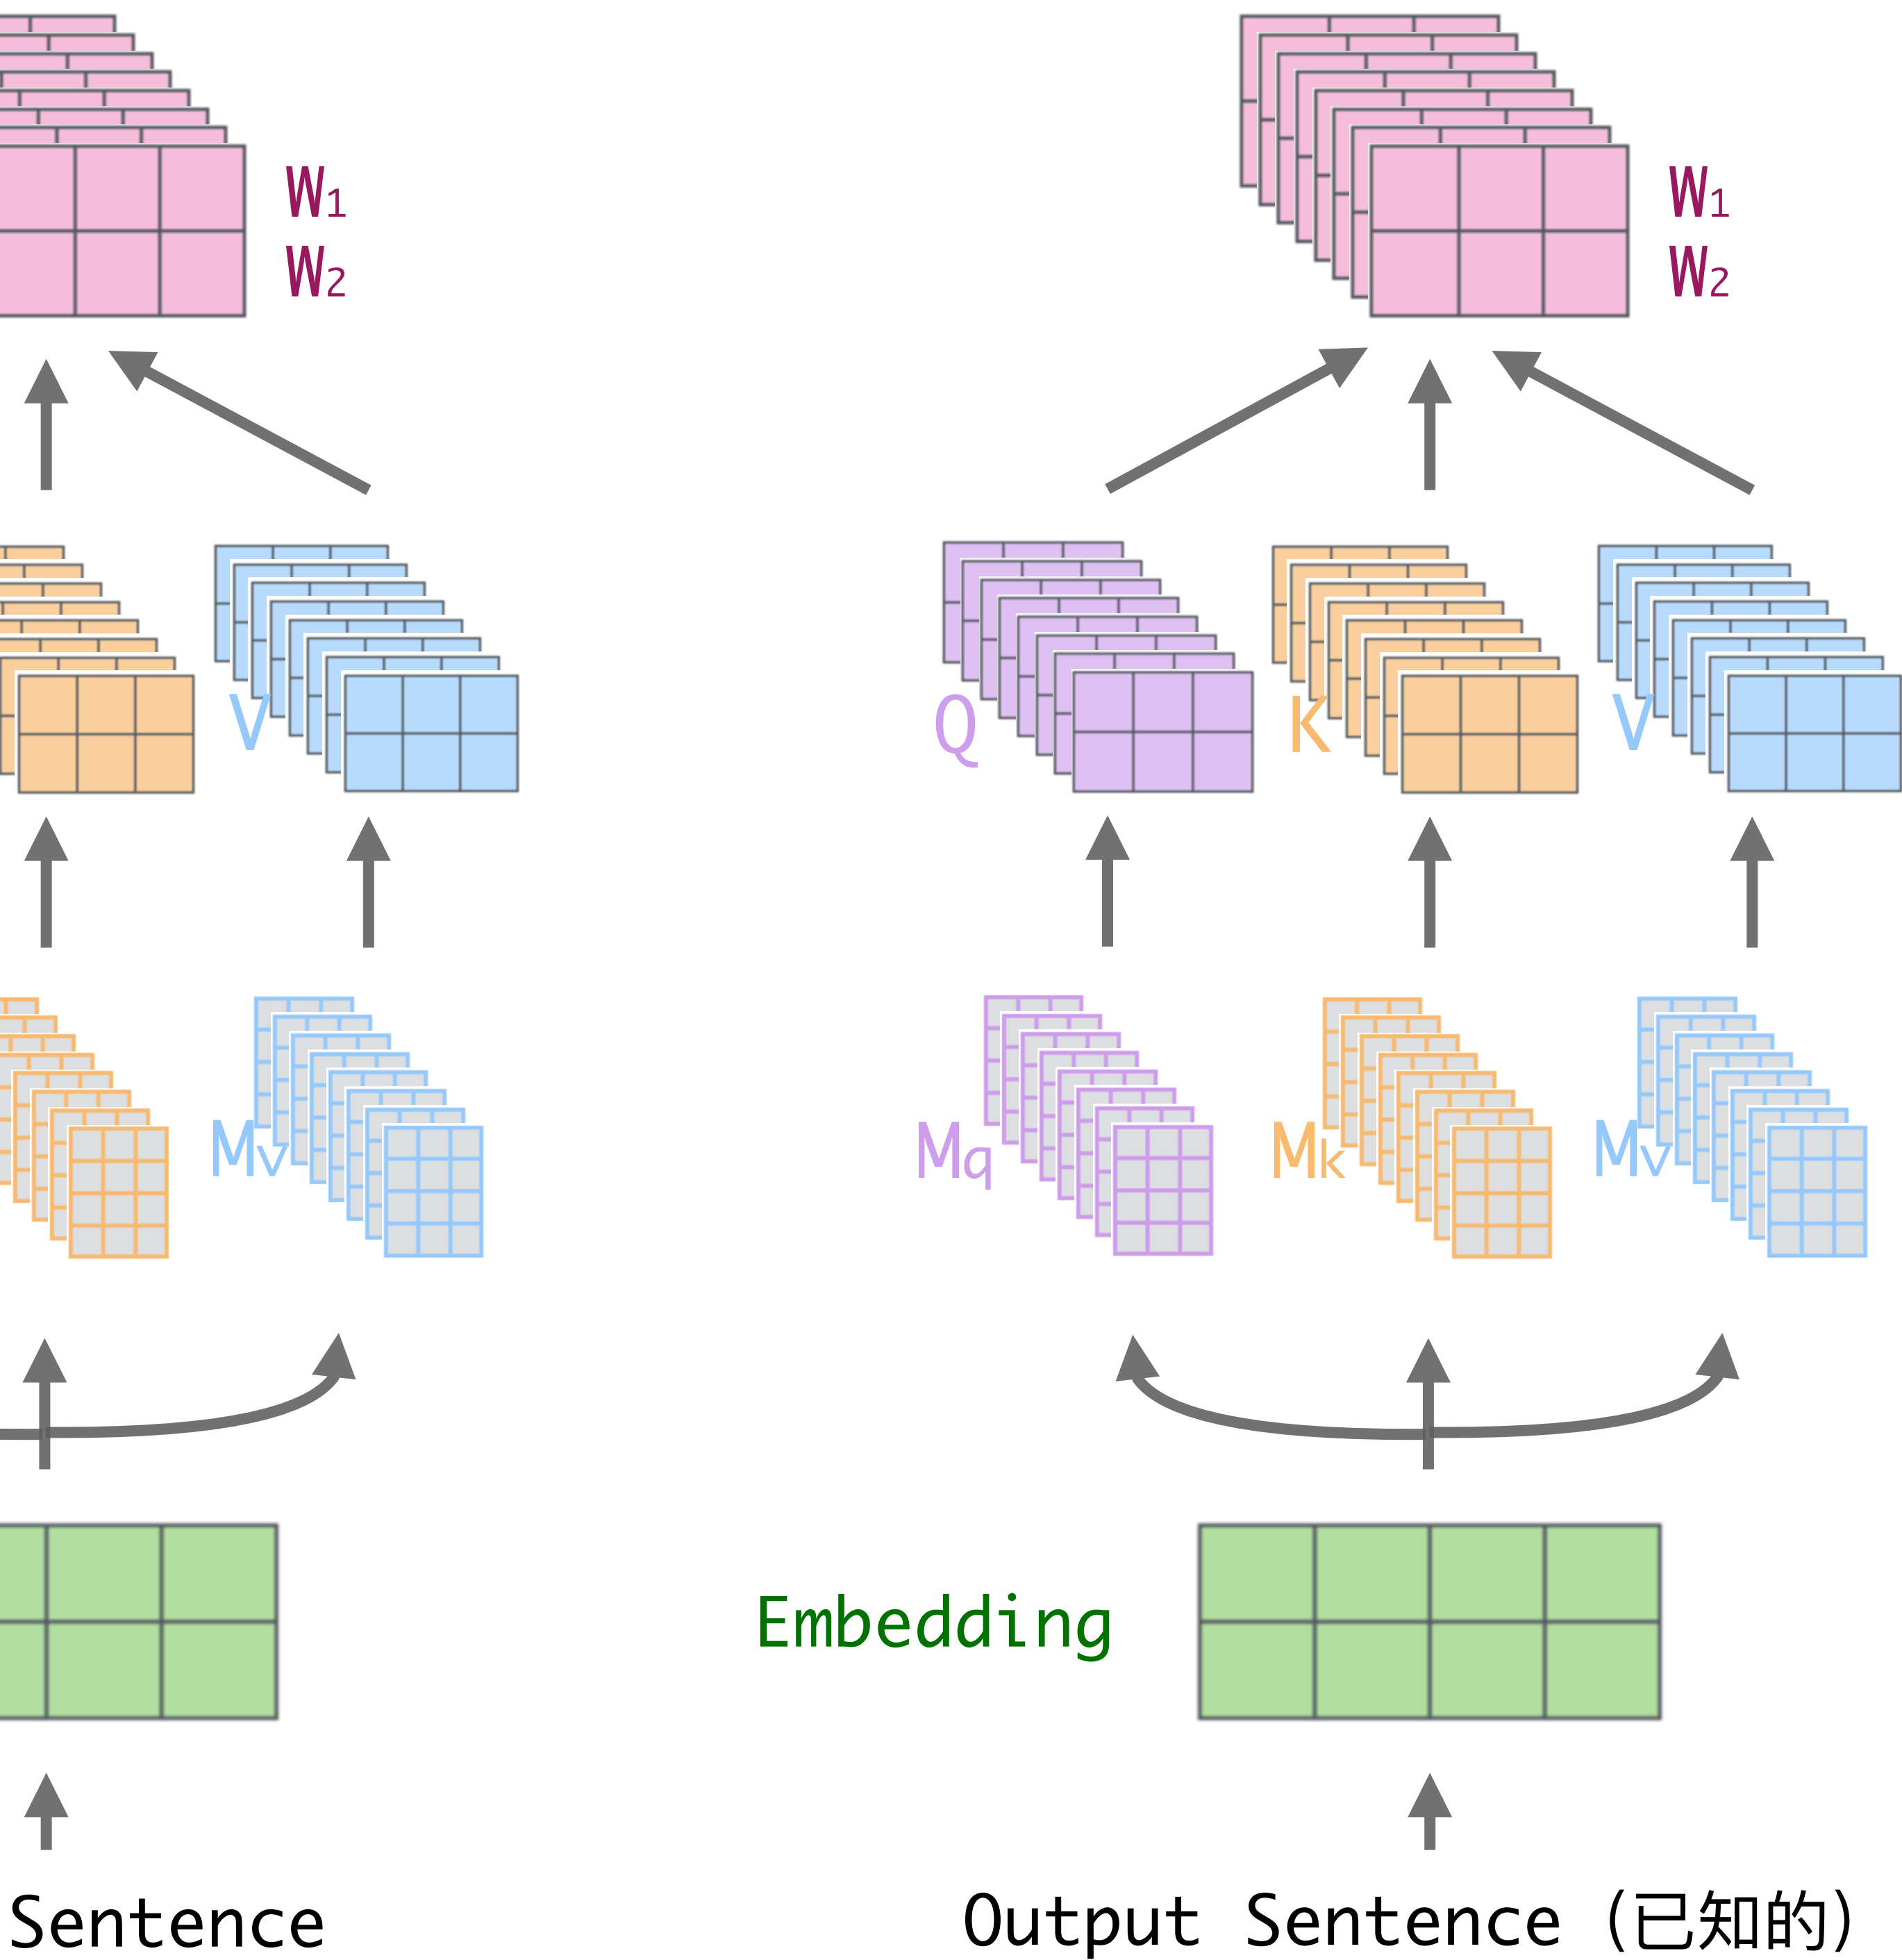 W1
W2
W1
W2
V
Q
K
V
Mv
Mq
Mk
Mv
Embedding
Sentence
Output Sentence (已知的)